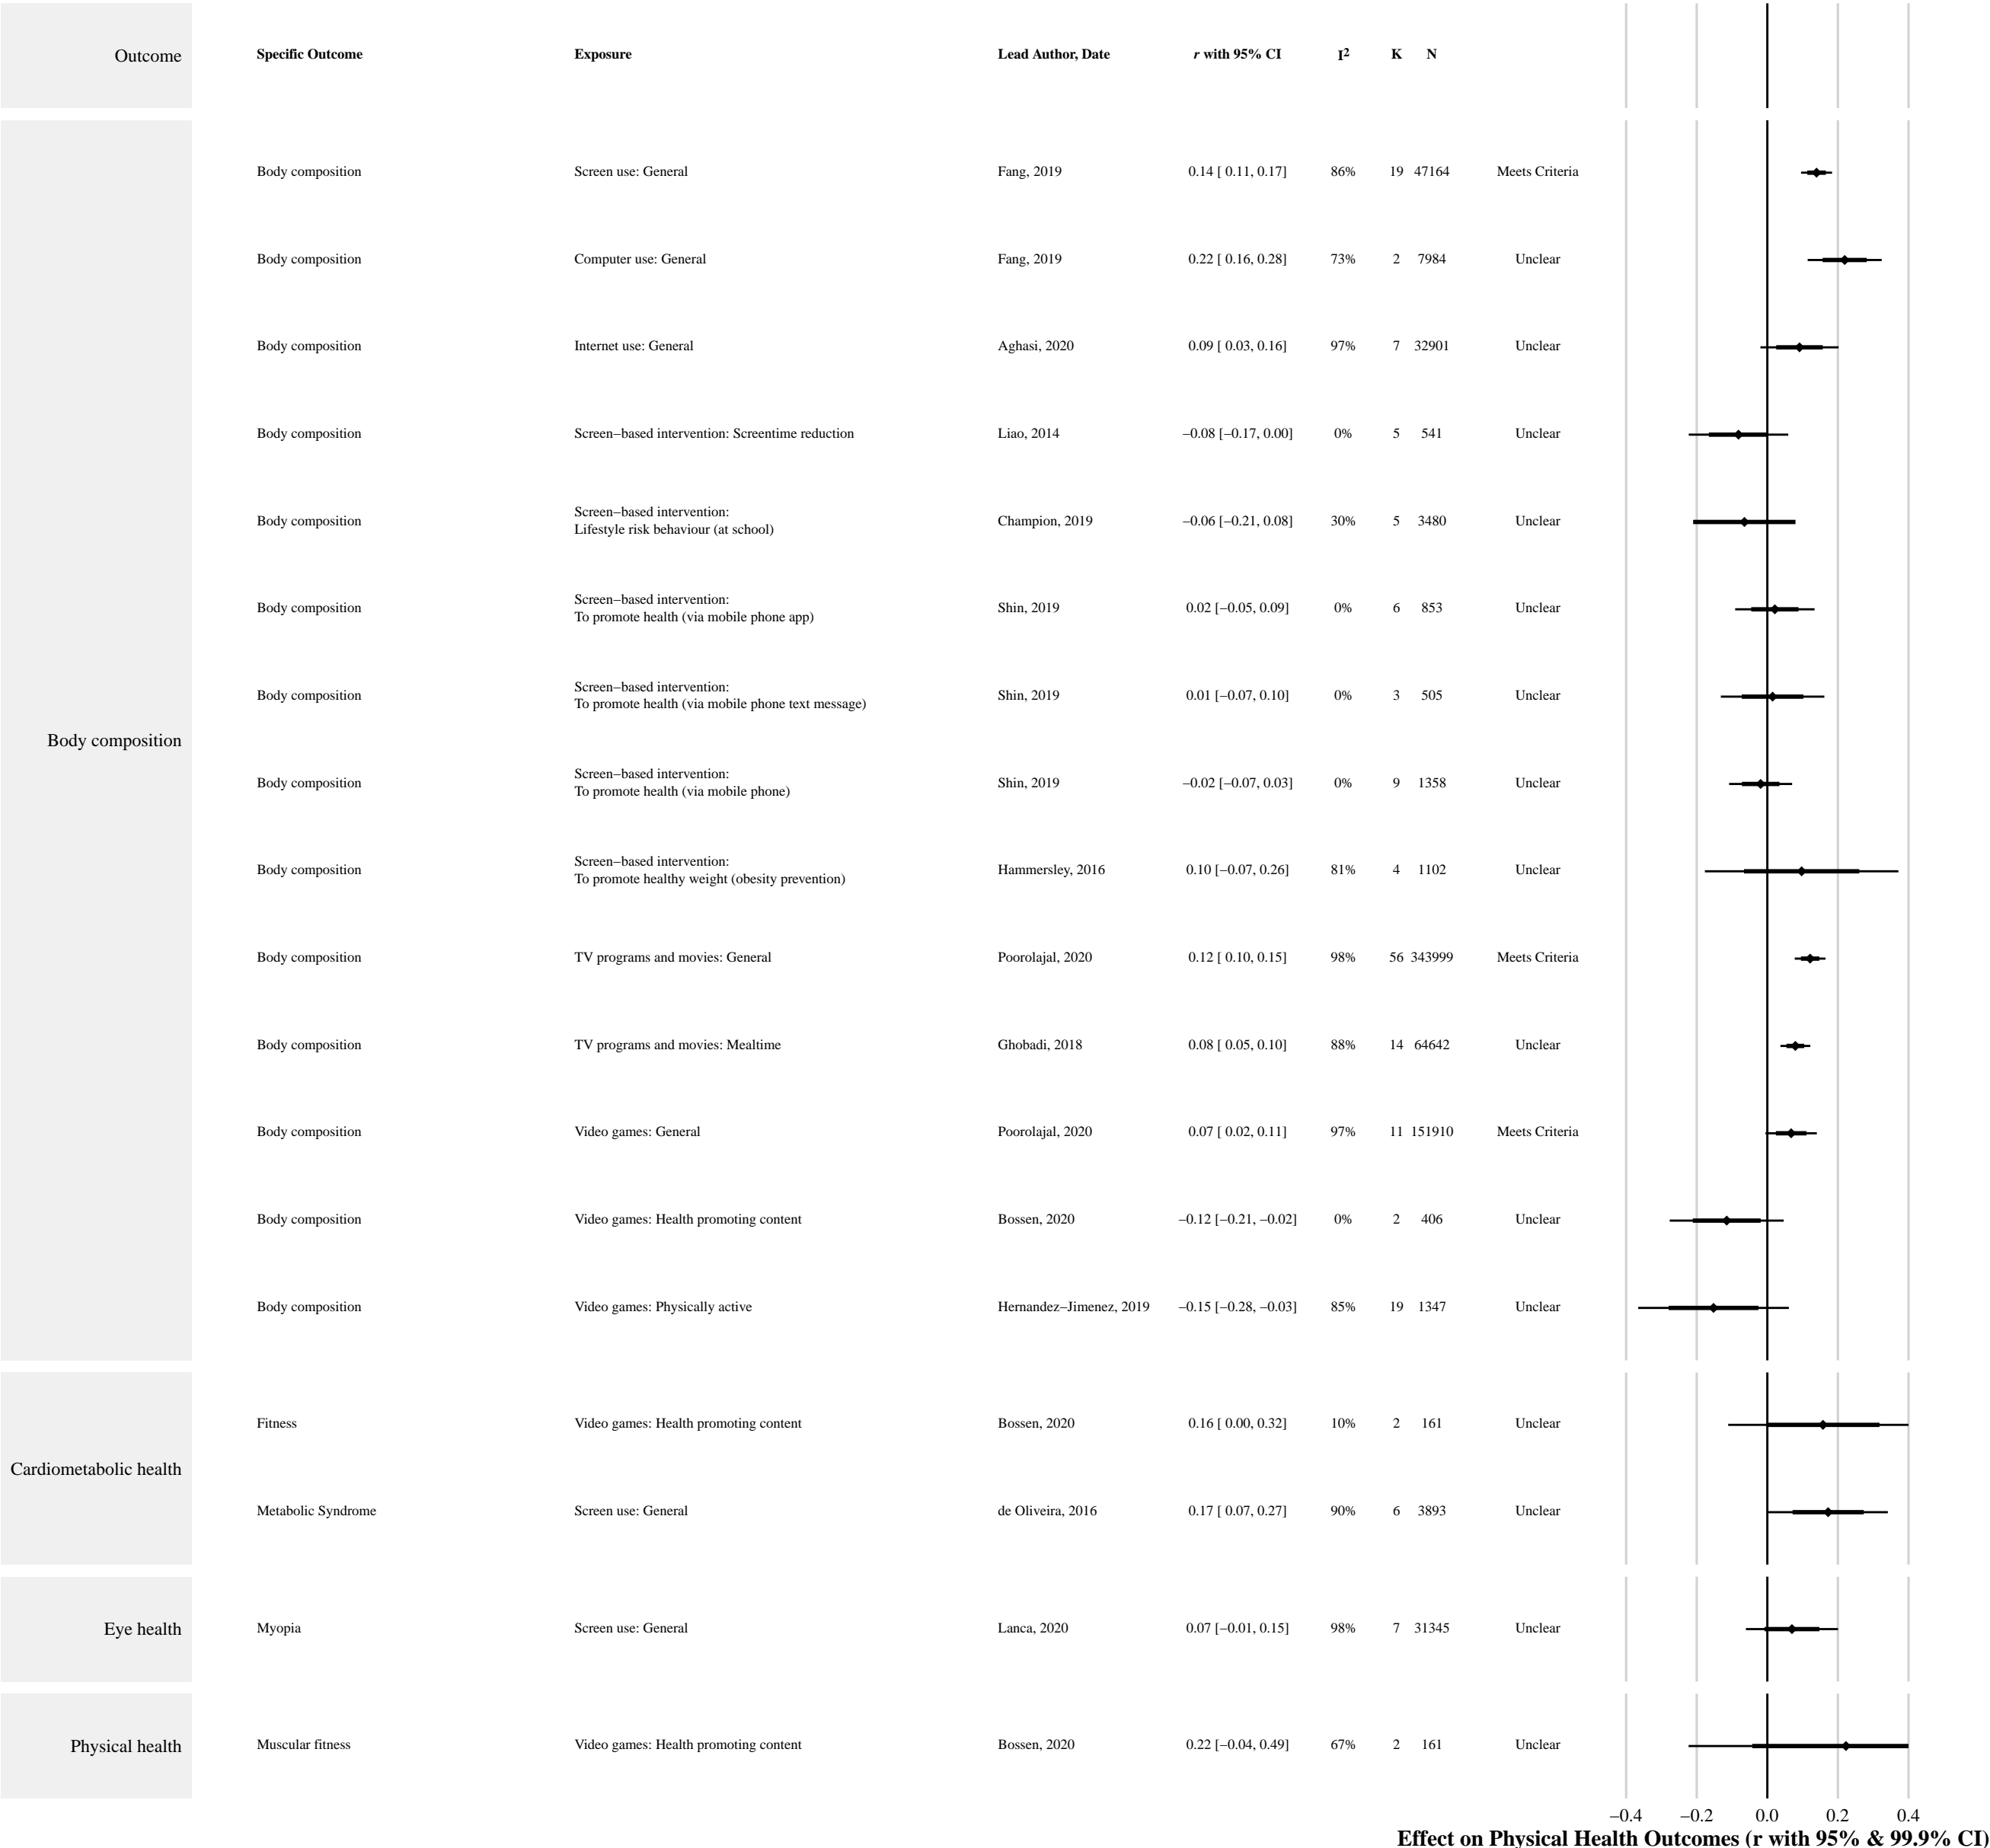 Outcome Specific Outcome Exposure Lead Author, Date r with 95% CI I² K N
Body composition Screen use: General Fang, 2019 0.14 [ 0.11, 0.17] 86% 19 47164 Meets Criteria
Body composition Computer use: General Fang, 2019 0.22 [ 0.16, 0.28] 73% 2 7984 Unclear
Body composition Internet use: General Aghasi, 2020 0.09 [ 0.03, 0.16] 97% 7 32901 Unclear
Body composition Screen−based intervention: Screentime reduction Liao, 2014 −0.08 [−0.17, 0.00] 0% 5 541 Unclear
Screen−based intervention:
Body composition Lifestyle risk behaviour (at school) Champion, 2019 −0.06 [−0.21, 0.08] 30% 5 3480 Unclear
Screen−based intervention:
Body composition To promote health (via mobile phone app) Shin, 2019 0.02 [−0.05, 0.09] 0% 6 853 Unclear
Screen−based intervention:
Body composition To promote health (via mobile phone text message) Shin, 2019 0.01 [−0.07, 0.10] 0% 3 505 Unclear
Body composition
Screen−based intervention:
Body composition To promote health (via mobile phone) Shin, 2019 −0.02 [−0.07, 0.03] 0% 9 1358 Unclear
Screen−based intervention:
Body composition To promote healthy weight (obesity prevention) Hammersley, 2016 0.10 [−0.07, 0.26] 81% 4 1102 Unclear
Body composition TV programs and movies: General Poorolajal, 2020 0.12 [ 0.10, 0.15] 98% 56 343999 Meets Criteria
Body composition TV programs and movies: Mealtime Ghobadi, 2018 0.08 [ 0.05, 0.10] 88% 14 64642 Unclear
Body composition Video games: General Poorolajal, 2020 0.07 [ 0.02, 0.11] 97% 11 151910 Meets Criteria
Body composition Video games: Health promoting content Bossen, 2020 −0.12 [−0.21, −0.02] 0% 2 406 Unclear
Body composition Video games: Physically active Hernandez−Jimenez, 2019 −0.15 [−0.28, −0.03] 85% 19 1347 Unclear
Fitness Video games: Health promoting content Bossen, 2020 0.16 [ 0.00, 0.32] 10% 2 161 Unclear
Cardiometabolic health
Metabolic Syndrome Screen use: General de Oliveira, 2016 0.17 [ 0.07, 0.27] 90% 6 3893 Unclear
Eye health Myopia Screen use: General Lanca, 2020 0.07 [−0.01, 0.15] 98% 7 31345 Unclear
Physical health Muscular fitness Video games: Health promoting content Bossen, 2020 0.22 [−0.04, 0.49] 67% 2 161 Unclear
−0.4 −0.2 0.0 0.2 0.4
Effect on Physical Health Outcomes (r with 95% & 99.9% CI)